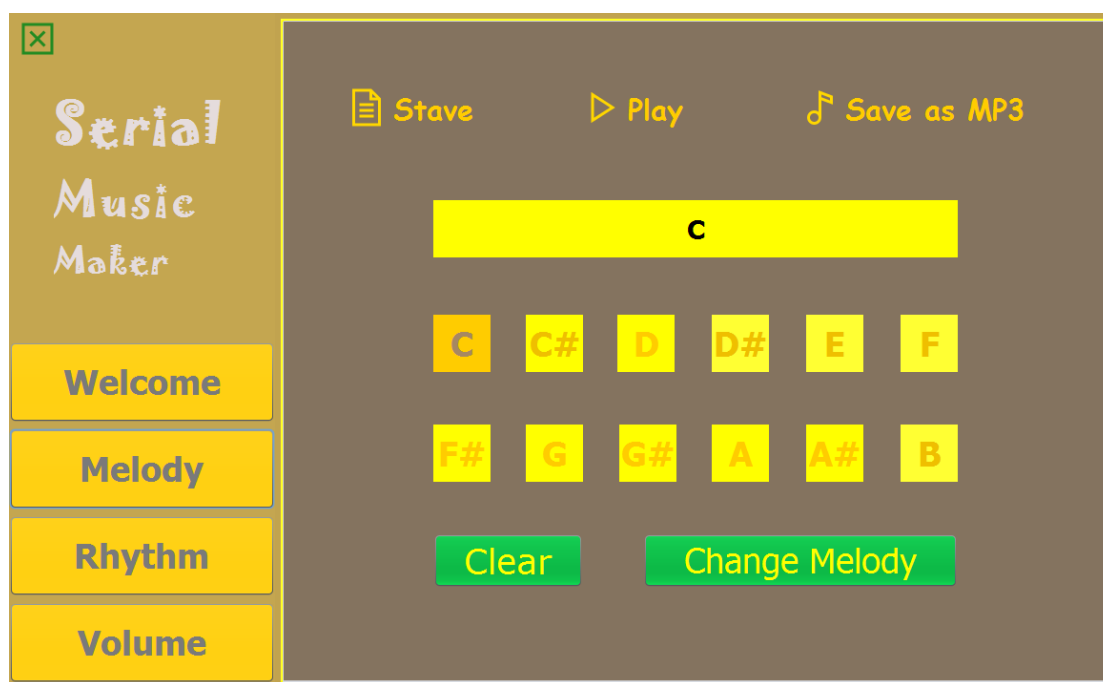 Serial
Music
Maker
Welcome
Melody
Rhythm
Volume
Stave Play Save as MP3
C
C C# D D# E F
F# G G# A A# B
Clear Change Melody